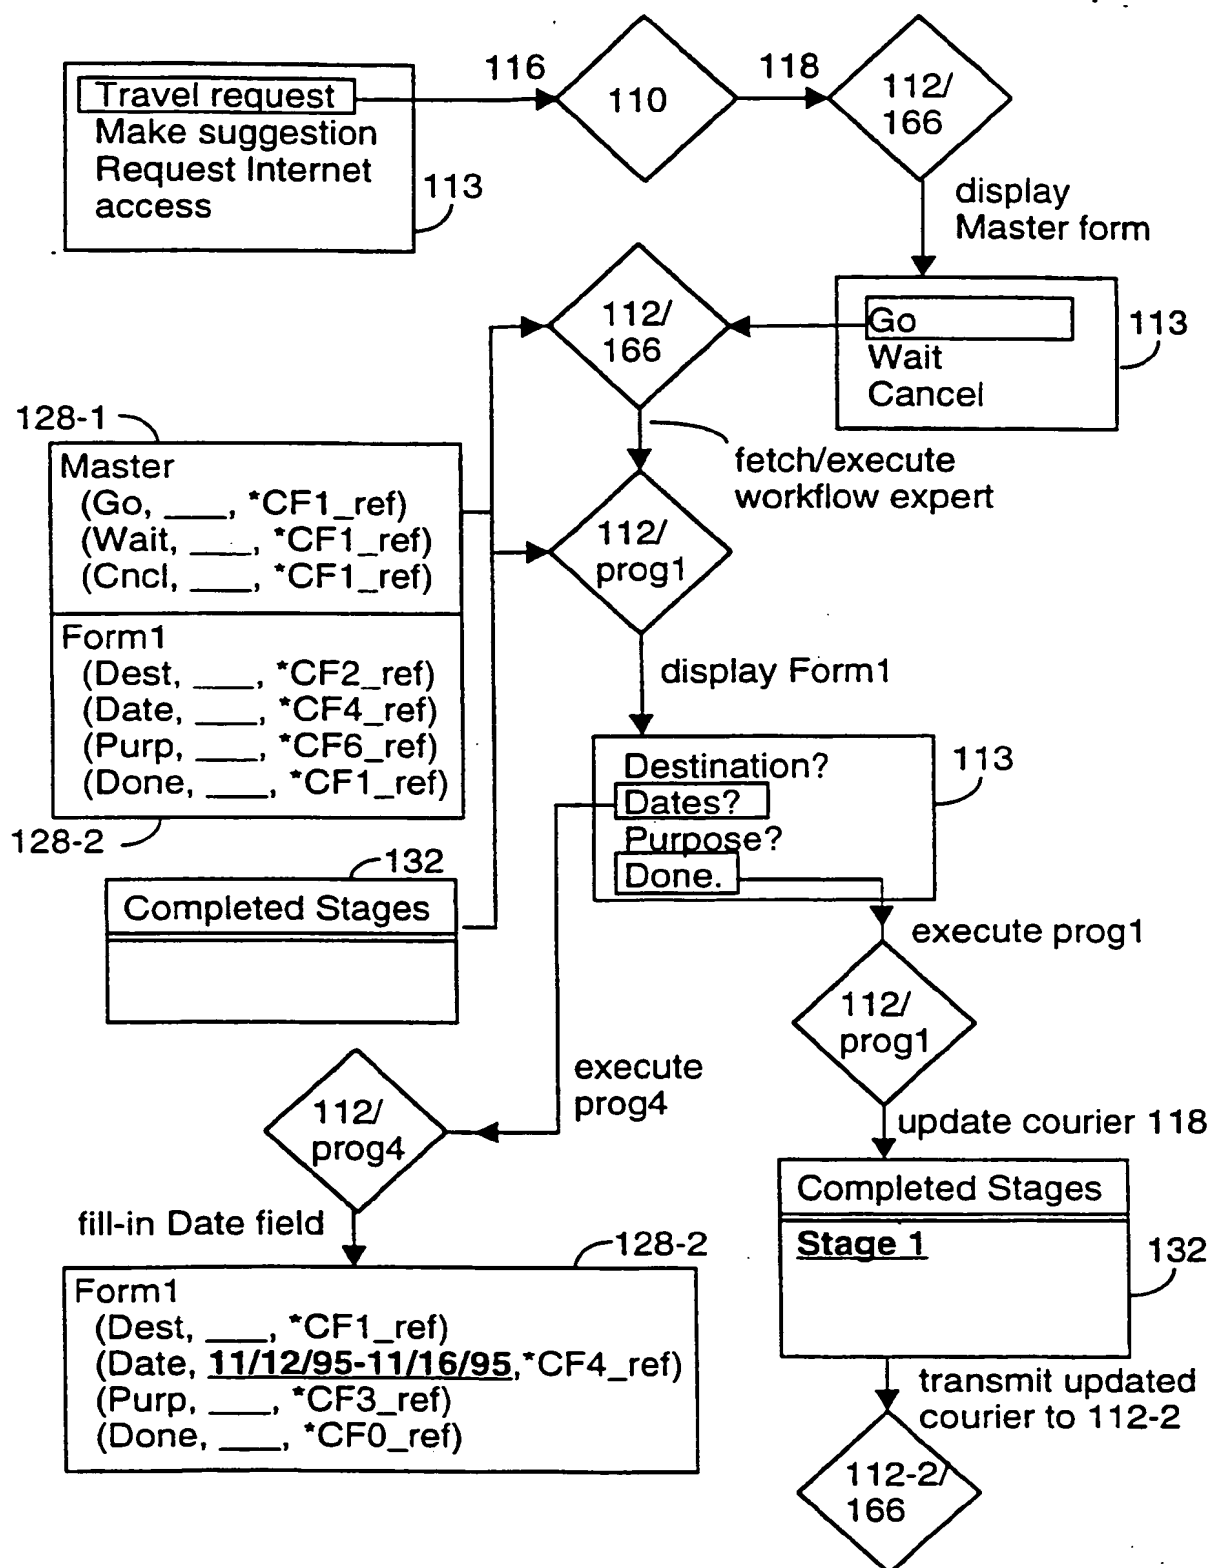 116
118
Travel request
Make suggestion
Request Internet
access
113
110
112/
166
display
Master form
112/
166
Go
Wait
Cancel
113
128-1
fetch/execute
workflow expert
Master
(Go, ___, *CF1_ref)
(Wait, ___, *CF1_ref)
(Cncl, ___, *CF1_ref)
112/
prog1
Form1
(Dest, ___, *CF2_ref)
(Date, ___, *CF4_ref)
(Purp, ___, *CF6_ref)
(Done, ___, *CF1_ref)
128-2
display Form1
Destination?
Dates?
Purpose?
Done.
113
132
Completed Stages
execute prog1
112/
prog1
execute
prog4
112/
prog4
update courier 118
Completed Stages
Stage 1
132
fill-in Date field
128-2
Form1
(Dest, ___, *CF1_ref)
(Date, 11/12/95-11/16/95,*CF4_ref)
(Purp, ___, *CF3_ref)
(Done, ___, *CF0_ref)
transmit updated
courier to 112-2
112-2/
166